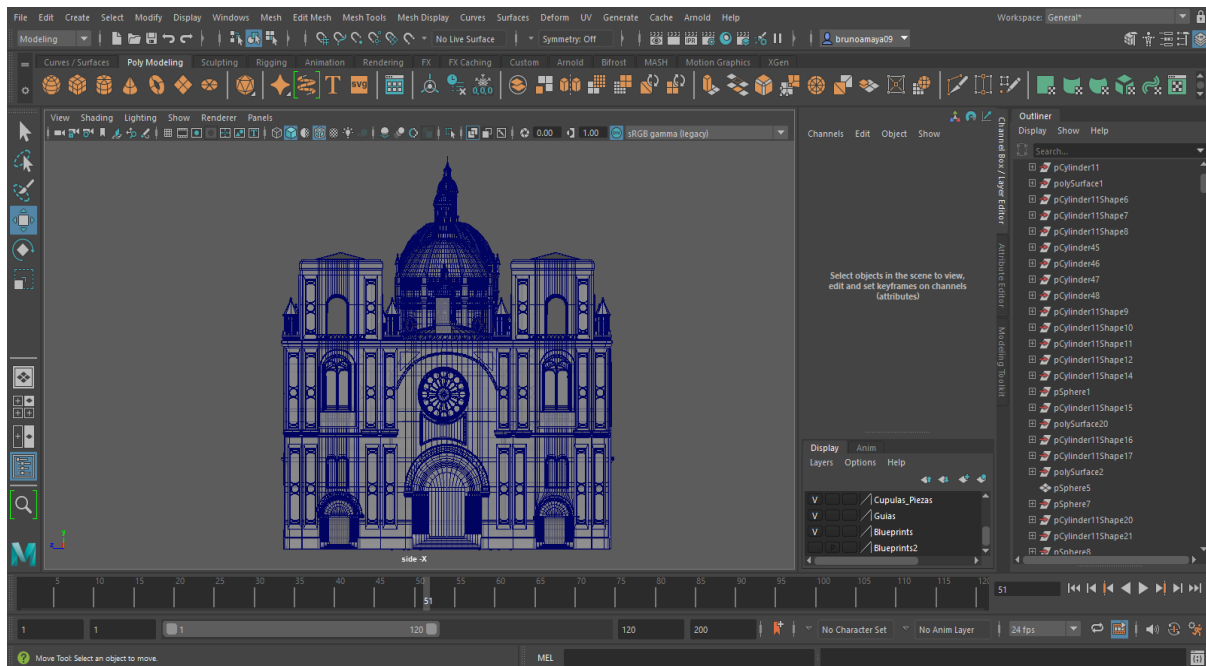 File Edit Create Select Modify Display Windows Mesh Edit Mesh Mesh Tools Mesh Display Curves Surfaces Deform UV Generate Cache Arnold Help
Workspace: General*
Modeling
No Live Surface
Symmetry: Off
brunoamaya09
Curves / Surfaces Poly Modeling Sculpting Rigging Animation Rendering FX FX Caching Custom Arnold Bifrost MASH Motion Graphics XGen
T
SVG
0,0,0
View Shading Lighting Show Renderer Panels
0.00 1.00 sRGB gamma (legacy)
side -X
y
z
Channels Edit Object Show
Select objects in the scene to view,
edit and set keyframes on channels
(attributes)
Channel Box / Layer Editor
Attribute Editor
Modeling Toolkit
Display Anim
Layers Options Help
V Cupulas_Piezas
V Guias
V Blueprints
Blueprints2
Outliner
Display Show Help
Search...
pCylinder11
polySurface1
pCylinder11Shape6
pCylinder11Shape7
pCylinder11Shape8
pCylinder45
pCylinder46
pCylinder47
pCylinder48
pCylinder11Shape9
pCylinder11Shape10
pCylinder11Shape11
pCylinder11Shape12
pCylinder11Shape14
pSphere1
pCylinder11Shape15
polySurface20
pCylinder11Shape16
pCylinder11Shape17
polySurface2
pSphere5
pSphere7
pCylinder11Shape20
pCylinder11Shape21
pSphere8
5 10 15 20 25 30 35 40 45 50 55 60 65 70 75 80 85 90 95 100 105 110 115 120
51
51
1 1 1 120 120 200 No Character Set No Anim Layer 24 fps
Move Tool: Select an object to move.
MEL